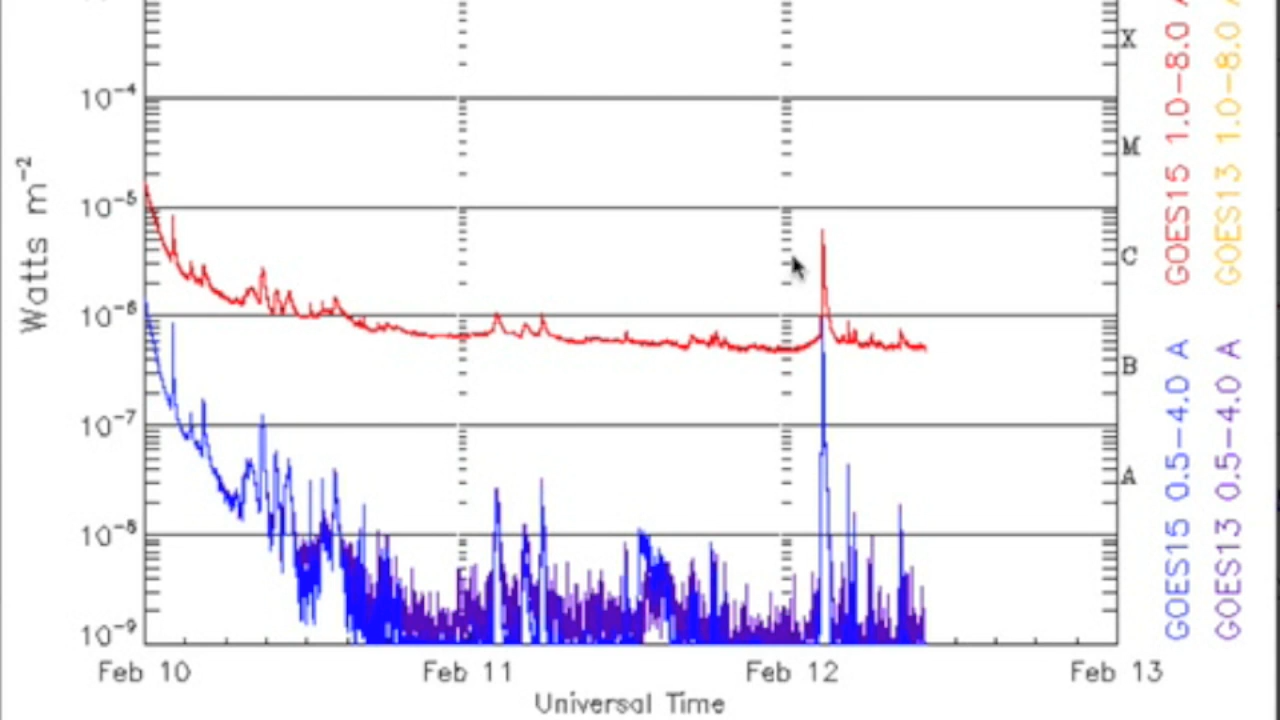 X
10-4
M
Watts m-2
10-5
C
10-6
B
10-7
A
10-8
10-9
Feb 10 Feb 11 Feb 12 Feb 13
Universal Time
GOES15 0.5-4.0 A GOES15 1.0-8.0 A
GOES13 0.5-4.0 A GOES13 1.0-8.0 A